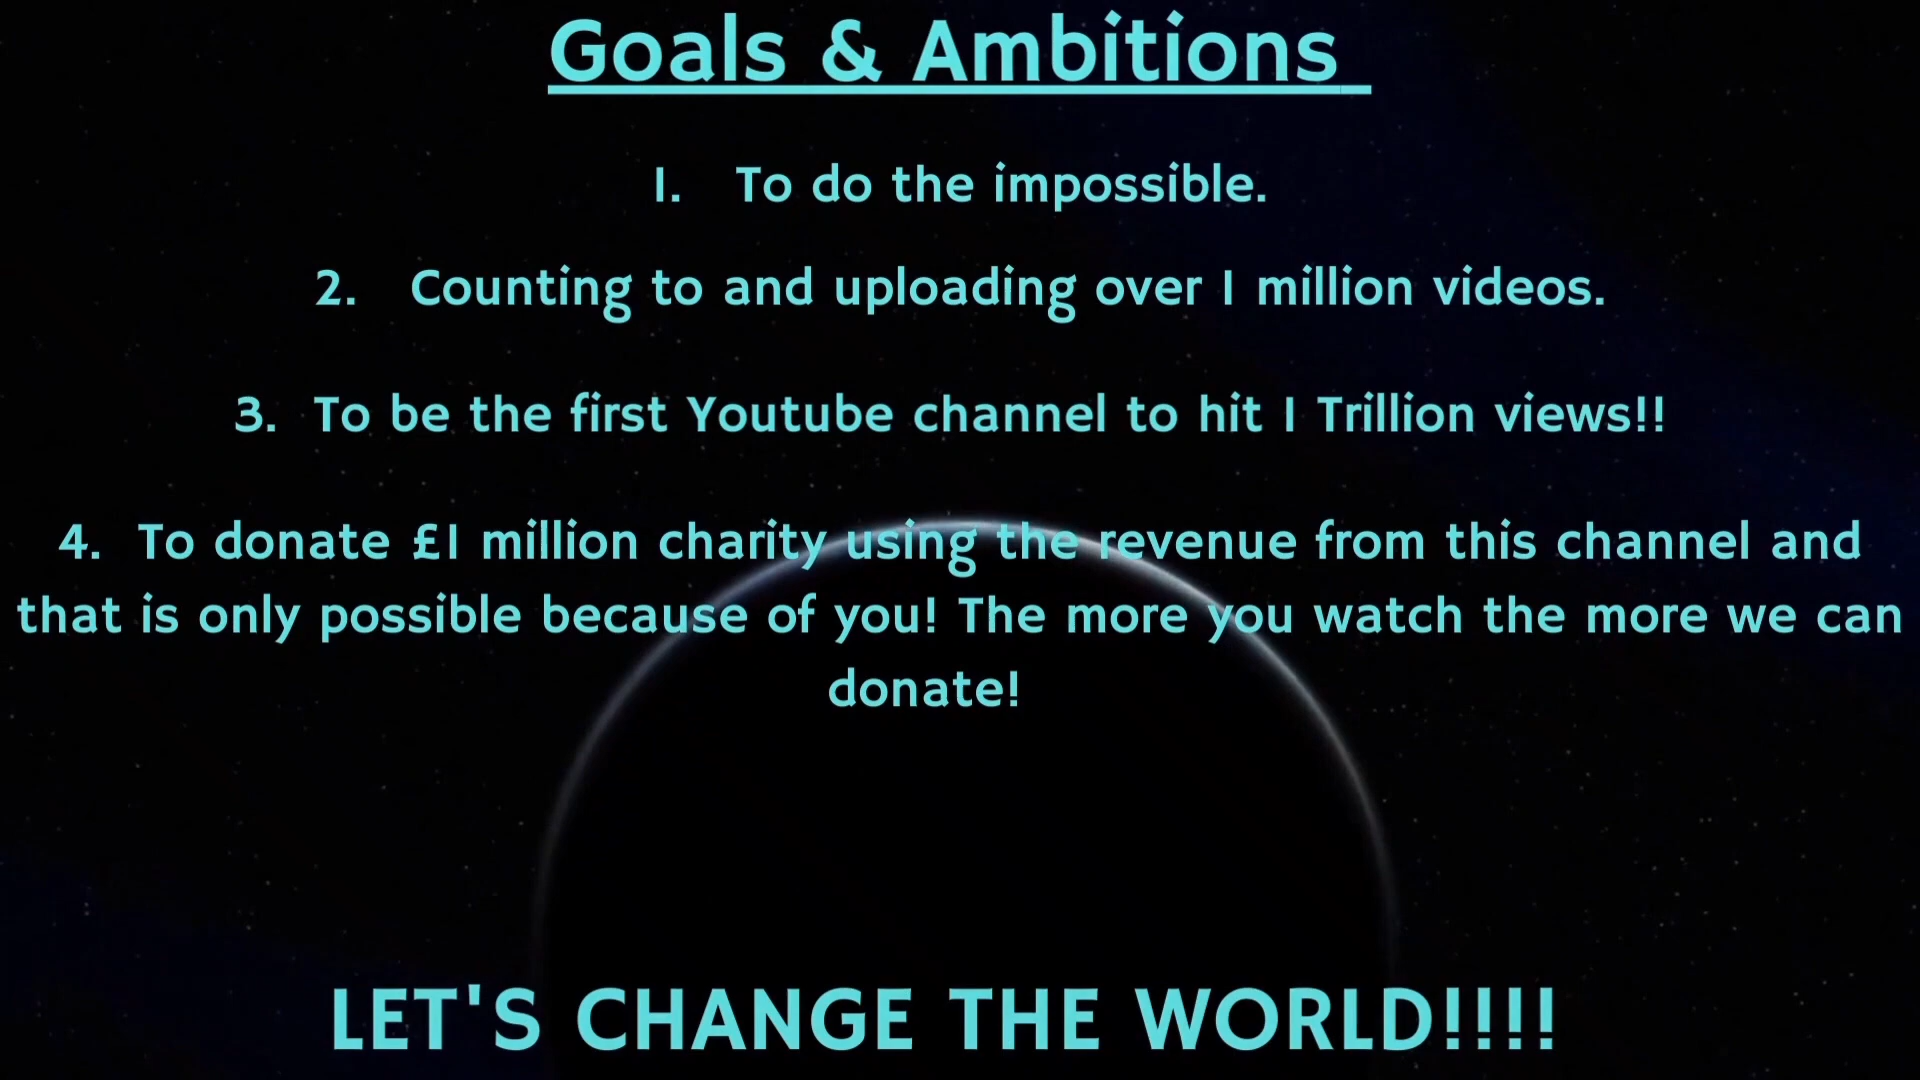 Goals & Ambitions
1. To do the impossible.
2. Counting to and uploading over 1 million videos.
3. To be the first Youtube channel to hit 1 Trillion views!!
4. To donate £1 million charity using the revenue from this channel and
that is only possible because of you! The more you watch the more we can
donate!
LET'S CHANGE THE WORLD!!!!